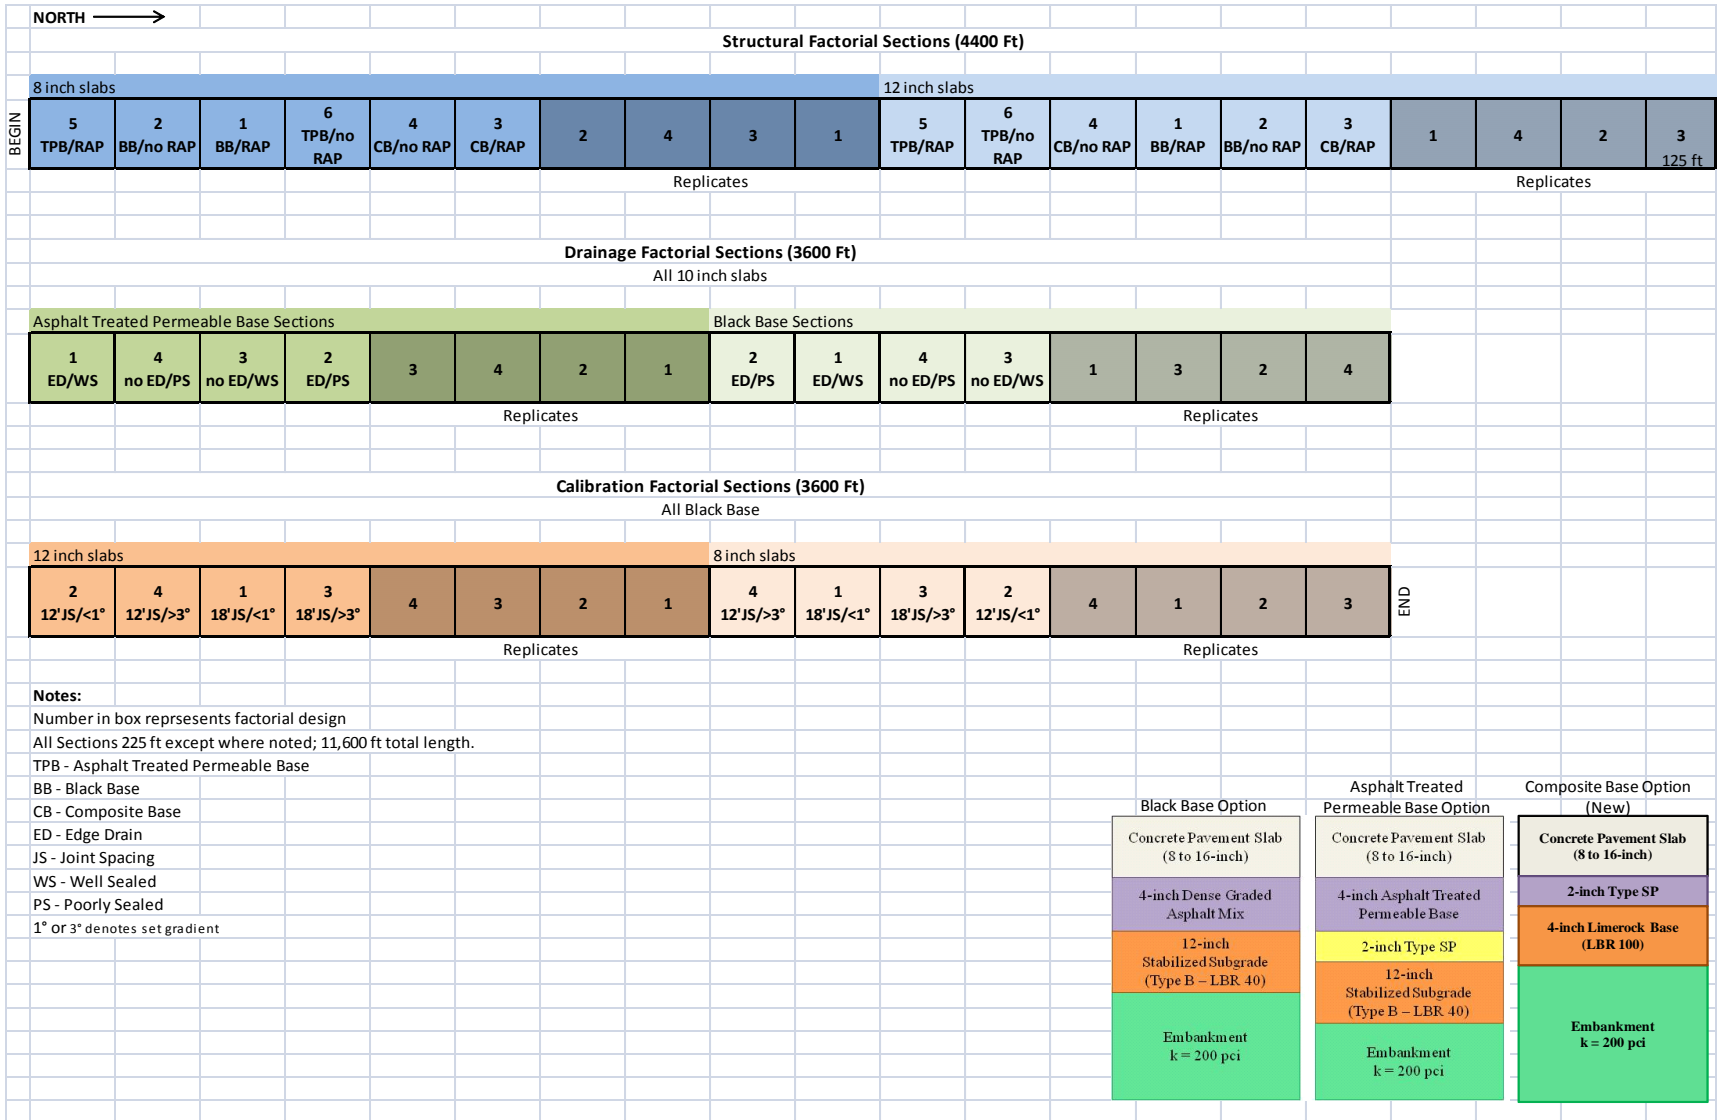 NORTH
Structural Factorial Sections (4400 Ft)
8 inch slabs
12 inch slabs
BEGIN
5
TPB/RAP
2
BB/no RAP
1
BB/RAP
6
TPB/no
RAP
4
CB/no RAP
3
CB/RAP
2
4
3
1
5
TPB/RAP
6
TPB/no
RAP
4
CB/no RAP
1
BB/RAP
2
BB/no RAP
3
CB/RAP
1
4
2
3
125 ft
Replicates
Replicates
Drainage Factorial Sections (3600 Ft)
All 10 inch slabs
Asphalt Treated Permeable Base Sections
Black Base Sections
1
ED/WS
4
no ED/PS
3
no ED/WS
2
ED/PS
3
4
2
1
2
ED/PS
1
ED/WS
4
no ED/PS
3
no ED/WS
1
3
2
4
Replicates
Replicates
Calibration Factorial Sections (3600 Ft)
All Black Base
12 inch slabs
8 inch slabs
2
12'JS/<1°
4
12'JS/>3°
1
18'JS/<1°
3
18'JS/>3°
4
3
2
1
4
12'JS/>3°
1
18'JS/<1°
3
18'JS/>3°
2
12'JS/<1°
4
1
2
3
END
Replicates
Replicates
Notes:
Number in box reprsesents factorial design
All Sections 225 ft except where noted; 11,600 ft total length.
TPB - Asphalt Treated Permeable Base
BB - Black Base
CB - Composite Base
ED - Edge Drain
JS - Joint Spacing
WS - Well Sealed
PS - Poorly Sealed
1° or 3° denotes set gradient
Black Base Option
Concrete Pavement Slab
(8 to 16-inch)
4-inch Dense Graded
Asphalt Mix
12-inch
Stabilized Subgrade
(Type B – LBR 40)
Embankment
k = 200 pci
Asphalt Treated
Permeable Base Option
Concrete Pavement Slab
(8 to 16-inch)
4-inch Asphalt Treated
Permeable Base
2-inch Type SP
12-inch
Stabilized Subgrade
(Type B – LBR 40)
Embankment
k = 200 pci
Composite Base Option
(New)
Concrete Pavement Slab
(8 to 16-inch)
2-inch Type SP
4-inch Limerock Base
(LBR 100)
Embankment
k = 200 pci